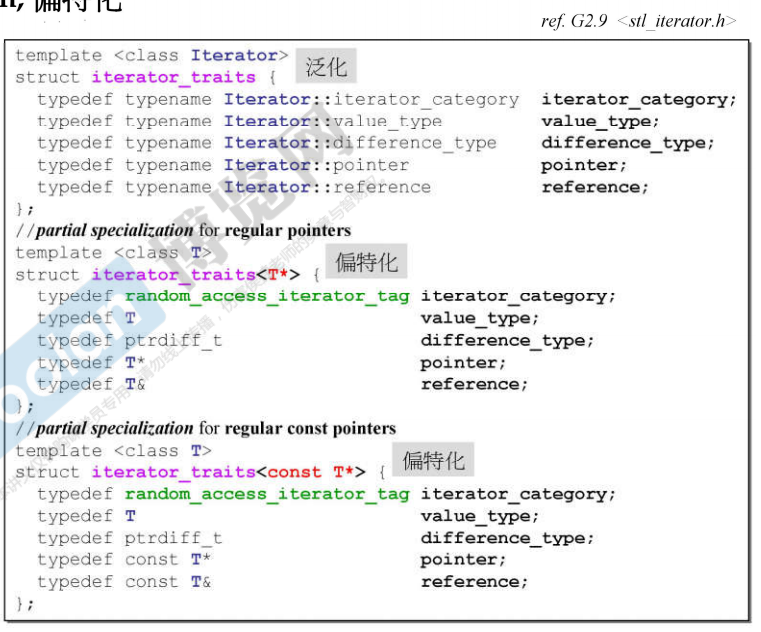 n, 偏特化
ref. G2.9 <stl_iterator.h>
template <class Iterator>
struct iterator_traits { 泛化
typedef typename Iterator::iterator_category iterator_category;
typedef typename Iterator::value_type value_type;
typedef typename Iterator::difference_type difference_type;
typedef typename Iterator::pointer pointer;
typedef typename Iterator::reference reference;
};
//partial specialization for regular pointers
template <class T>
struct iterator_traits<T*> { 偏特化
typedef random_access_iterator_tag iterator_category;
typedef T value_type;
typedef ptrdiff_t difference_type;
typedef T* pointer;
typedef T& reference;
};
//partial specialization for regular const pointers
template <class T>
struct iterator_traits<const T*> { 偏特化
typedef random_access_iterator_tag iterator_category;
typedef T value_type;
typedef ptrdiff_t difference_type;
typedef const T* pointer;
typedef const T& reference;
};
博览网